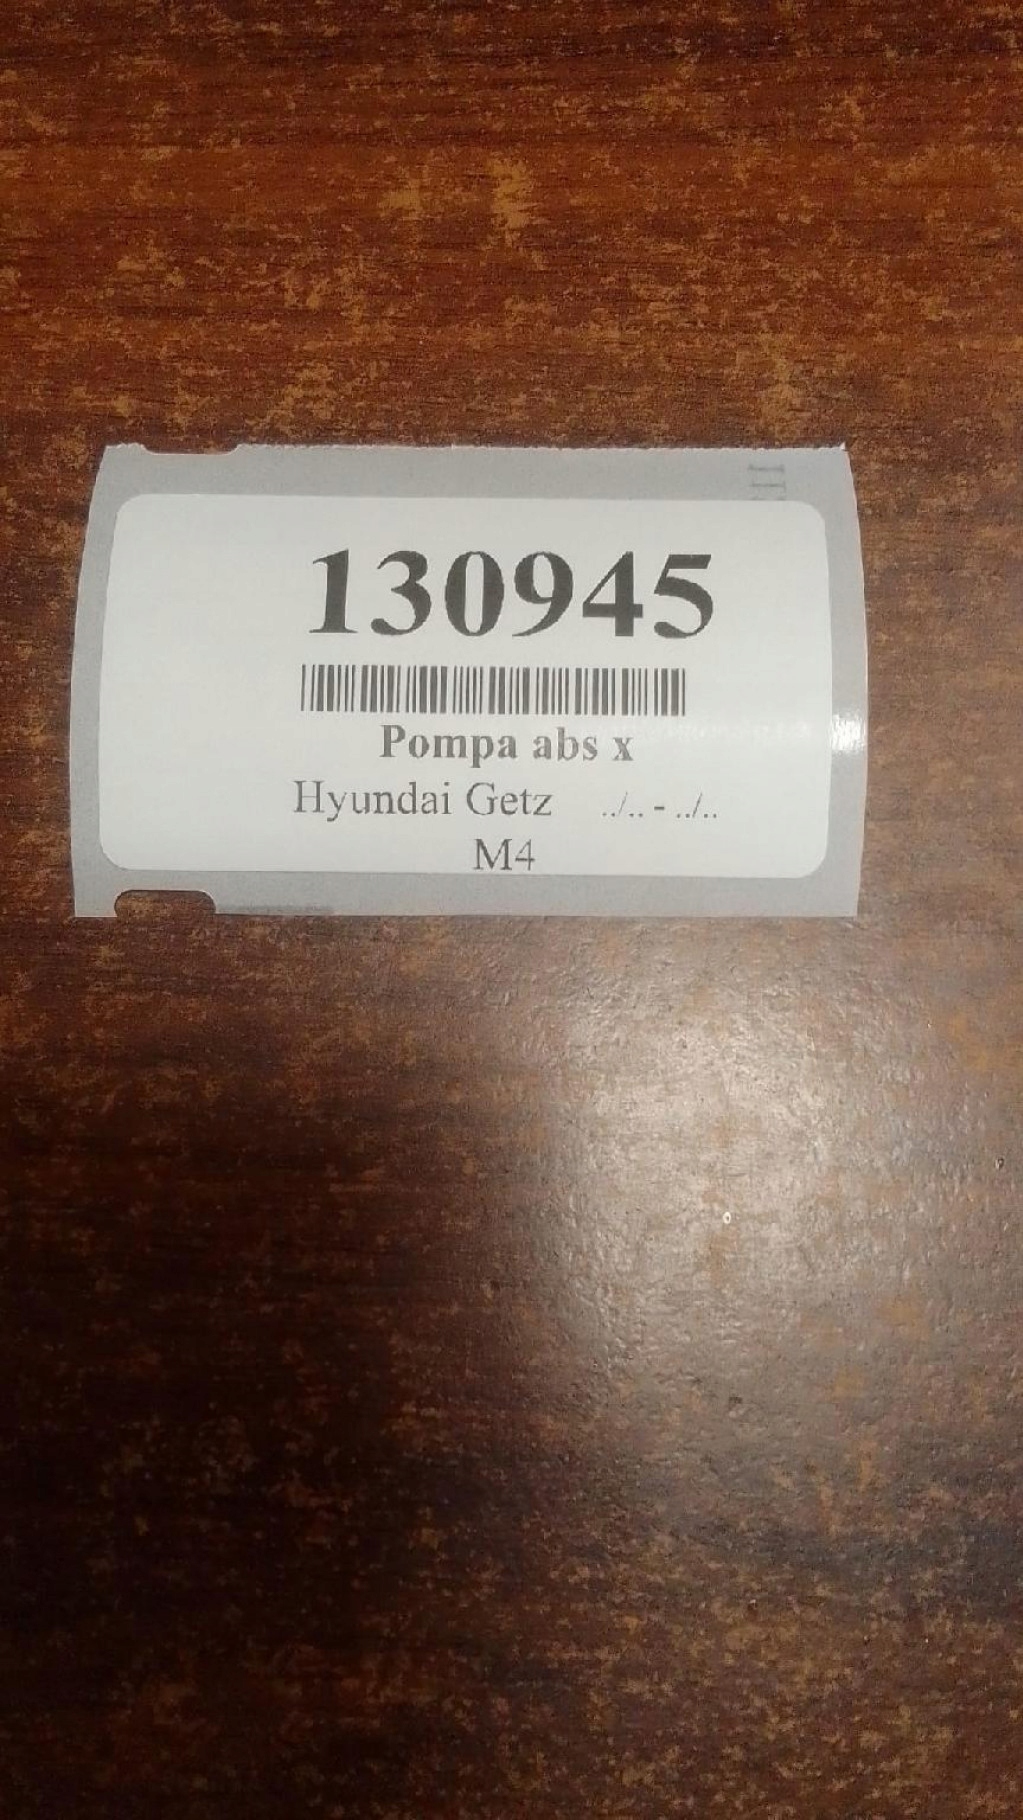 130945
Pompa abs x
Hyundai Getz ../.. - ../..
M4